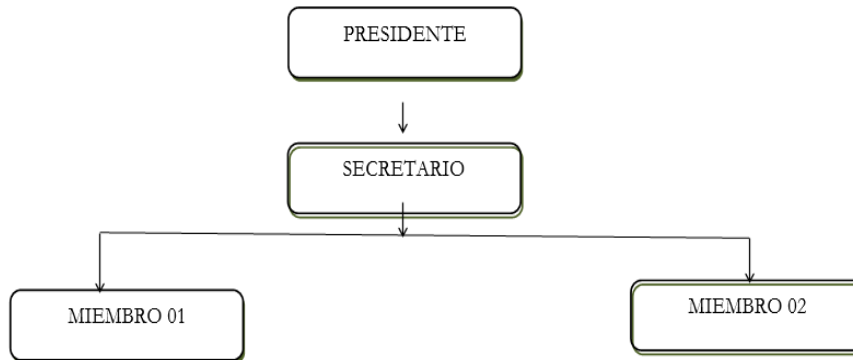 PRESIDENTE
SECRETARIO
MIEMBRO 01
MIEMBRO 02